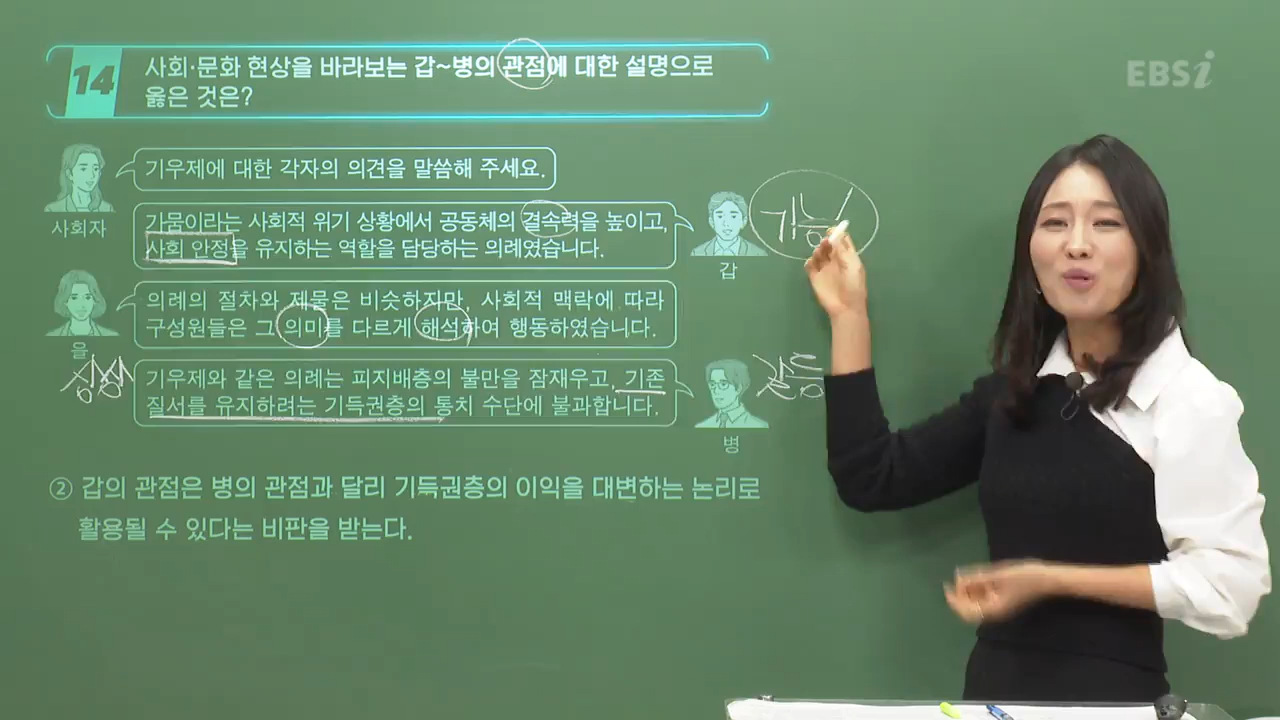 14
사회·문화 현상을 바라보는 갑~병의 관점에 대한 설명으로
옳은 것은?
EBSi
기우제에 대한 각자의 의견을 말씀해 주세요.
사회자
가뭄이라는 사회적 위기 상황에서 공동체의 결속력을 높이고,
사회 안정을 유지하는 역할을 담당하는 의례였습니다.
갑
기능
의례의 절차와 제물은 비슷하지만, 사회적 맥락에 따라
구성원들은 그 의미를 다르게 해석하여 행동하였습니다.
을
상징
기우제와 같은 의례는 피지배층의 불만을 잠재우고, 기존
질서를 유지하려는 기득권층의 통치 수단에 불과합니다.
병
갈등
② 갑의 관점은 병의 관점과 달리 기득권층의 이익을 대변하는 논리로
활용될 수 있다는 비판을 받는다.